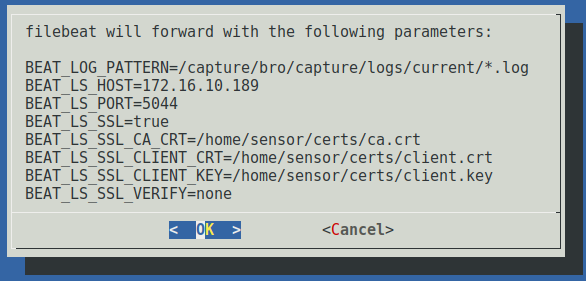 filebeat will forward with the following parameters:
BEAT_LOG_PATTERN=/capture/bro/capture/logs/current/*.log
BEAT_LS_HOST=172.16.10.189
BEAT_LS_PORT=5044
BEAT_LS_SSL=true
BEAT_LS_SSL_CA_CRT=/home/sensor/certs/ca.crt
BEAT_LS_SSL_CLIENT_CRT=/home/sensor/certs/client.crt
BEAT_LS_SSL_CLIENT_KEY=/home/sensor/certs/client.key
BEAT_LS_SSL_VERIFY=none
<  OK  > <Cancel>